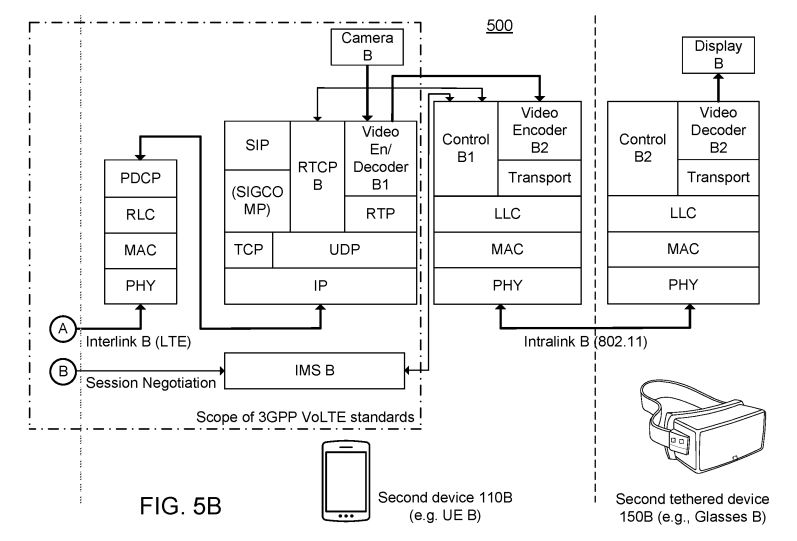 500
Camera
B
Display
B
SIP
(SIGCO
MP)
RTCP
B
Video
En/
Decoder
B1
RTP
TCP
UDP
IP
PDCP
RLC
MAC
PHY
Control
B1
Video
Encoder
B2
Transport
LLC
MAC
PHY
Control
B2
Video
Decoder
B2
Transport
LLC
MAC
PHY
A
Interlink B (LTE)
Intralink B (802.11)
B
Session Negotiation
IMS B
Scope of 3GPP VoLTE standards
FIG. 5B
Second device 110B
(e.g. UE B)
Second tethered device
150B (e.g., Glasses B)